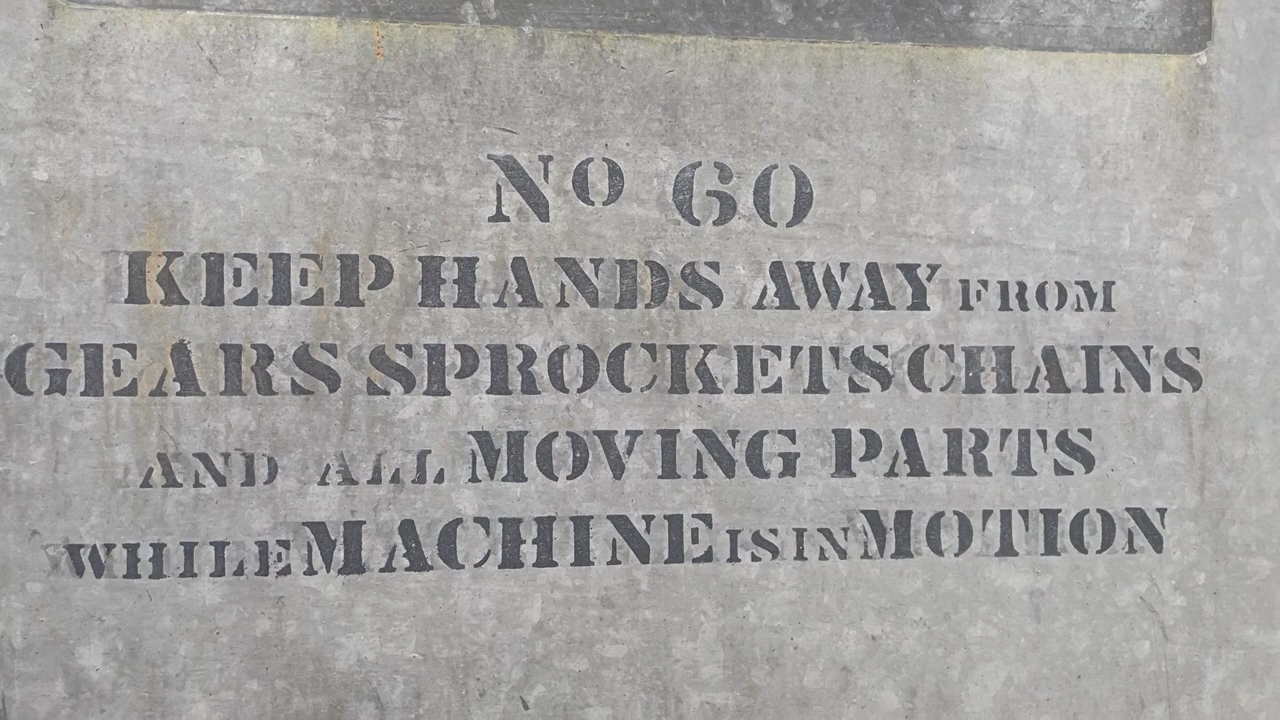 No 60
KEEP HANDS AWAY FROM
GEARS SPROCKETS CHAINS
AND ALL MOVING PARTS
WHILE MACHINE IS IN MOTION